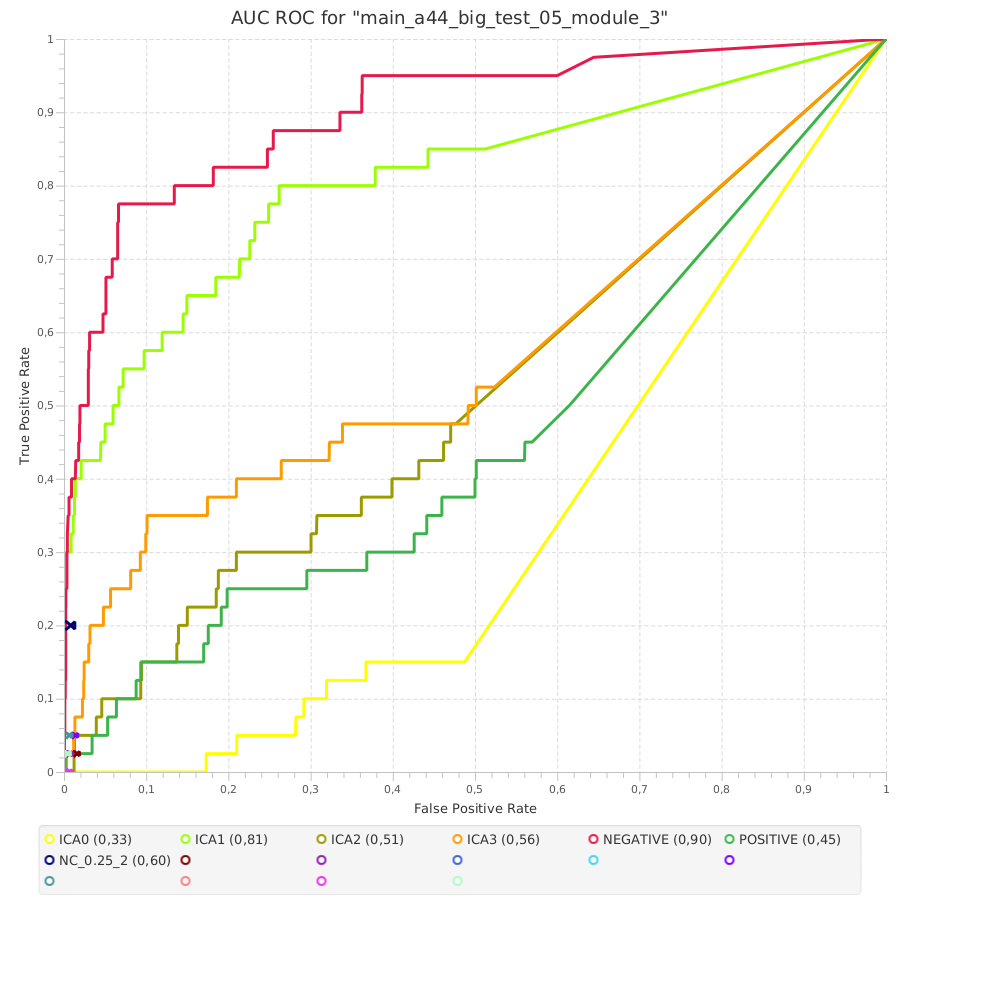 AUC ROC for "main_a44_big_test_05_module_3"
1
0,9
0,8
0,7
0,6
0,5
0,4
0,3
0,2
0,1
0
True Positive Rate
0 0,1 0,2 0,3 0,4 0,5 0,6 0,7 0,8 0,9 1
False Positive Rate
ICA0 (0,33) ICA1 (0,81) ICA2 (0,51) ICA3 (0,56) NEGATIVE (0,90) POSITIVE (0,45)
NC_0.25_2 (0,60)